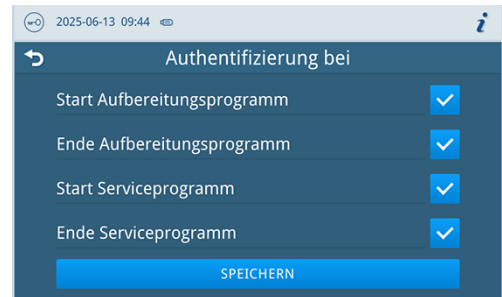 2025-06-13 09:44
i
Authentifizierung bei
Start Aufbereitungsprogramm
Ende Aufbereitungsprogramm
Start Serviceprogramm
Ende Serviceprogramm
SPEICHERN